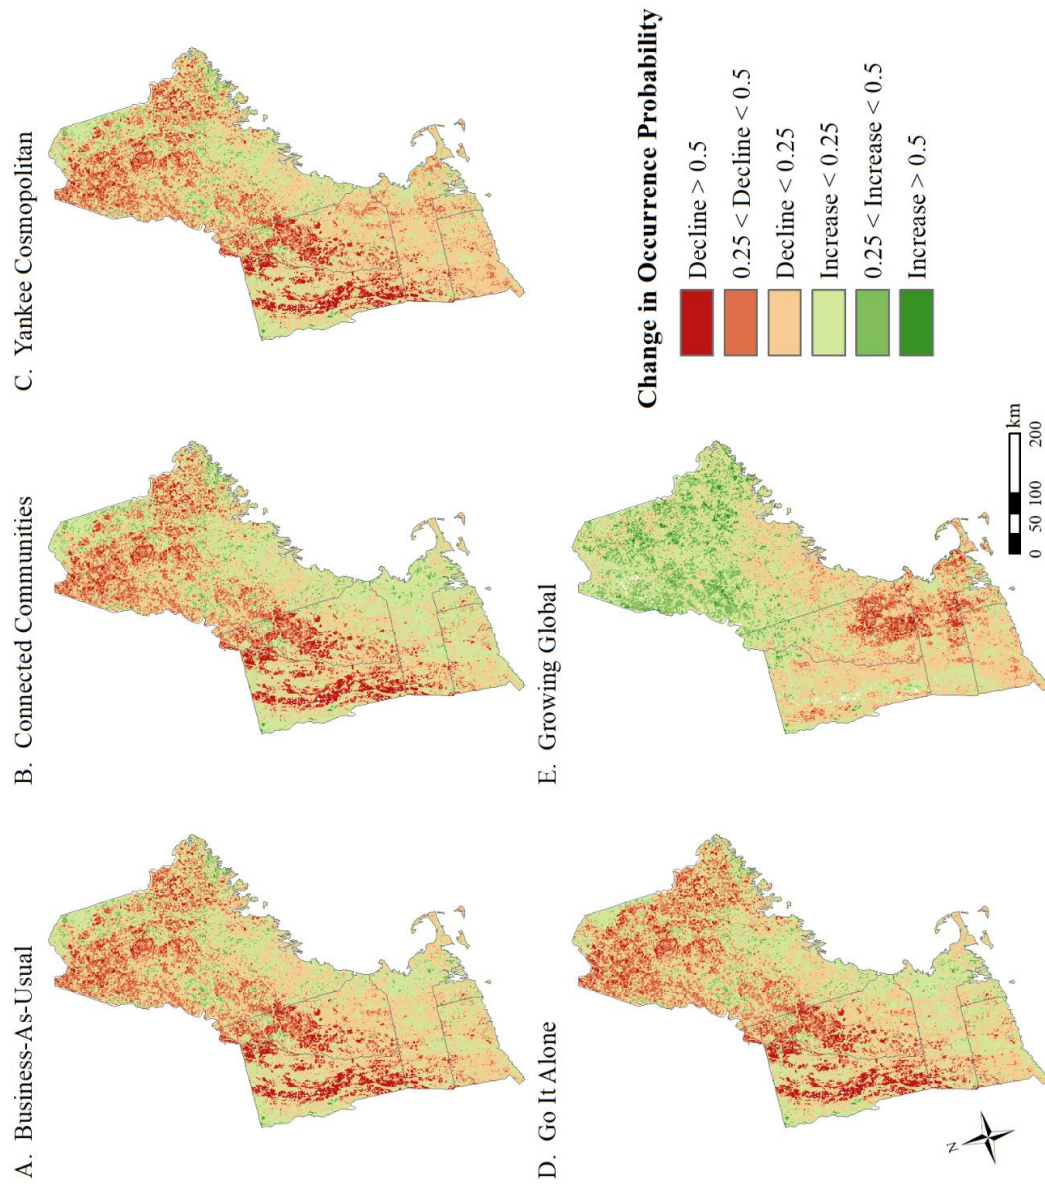 A. Business-As-Usual
B. Connected Communities
C. Yankee Cosmopolitan
D. Go It Alone
E. Growing Global
Change in Occurrence Probability
Decline > 0.5
0.25 < Decline < 0.5
Decline < 0.25
Increase < 0.25
0.25 < Increase < 0.5
Increase > 0.5
N
km
0 50 100 200